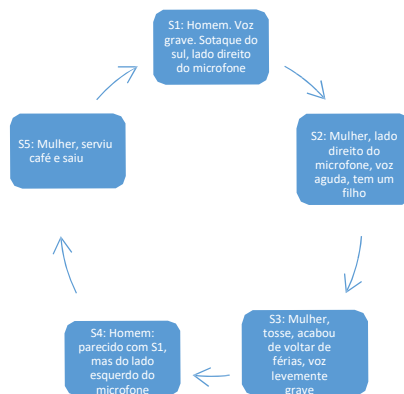 S1: Homem. Voz
grave. Sotaque do
sul, lado direito
do microfone
S2: Mulher, lado
direito do
microfone, voz
aguda, tem um
filho
S3: Mulher,
tosse, acabou
de voltar de
férias, voz
levemente
grave
S4: Homem:
parecido com S1,
mas do lado
esquerdo do
microfone
S5: Mulher, serviu
café e saiu